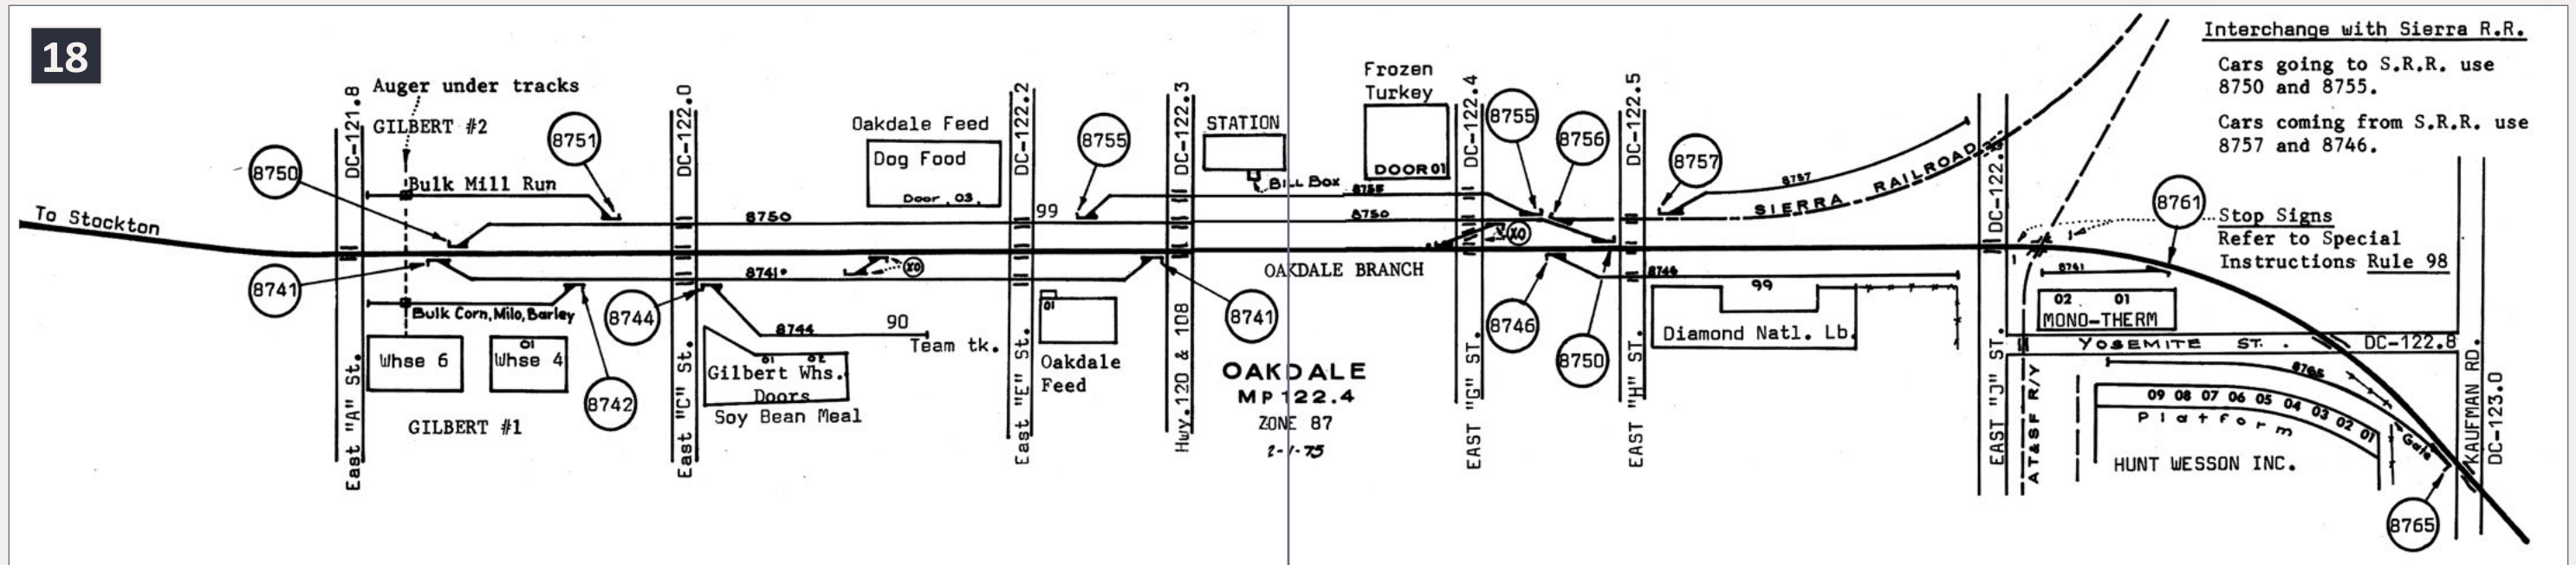 18
Interchange with Sierra R.R.
Cars going to S.R.R. use
8750 and 8755.
Cars coming from S.R.R. use
8757 and 8746.
To Stockton
8750
8741
East "A" St.
DC-121.8
Auger under tracks
GILBERT #2
8751
Bulk Mill Run
Bulk Corn, Milo, Barley
Whse 6
01
Whse 4
GILBERT #1
8742
8744
East "C" St.
DC-122.0
8750
8741
XO
8744
90
Team tk.
01 02
Gilbert Whs.
Doors
Soy Bean Meal
Oakdale Feed
Dog Food
Door 03
East "E" St.
DC-122.2
99
01
Oakdale
Feed
8755
Hwy. 120 & 108
DC-122.3
8741
STATION
Bill Box
8755
8750
OAKDALE BRANCH
OAKDALE
MP 122.4
ZONE 87
2-1-75
Frozen
Turkey
DOOR 01
EAST "G" ST.
DC-122.4
8755
8756
XO
8746
8750
EAST "H" ST.
DC-122.5
8757
8757
SIERRA RAILROAD
8746
99
Diamond Natl. Lb.
EAST "J" ST.
DC-122.
AT&SF R/Y
8761
Stop Signs
Refer to Special
Instructions Rule 98
8761
02 01
MONO-THERM
YOSEMITE ST.
DC-122.8
8765
09 08 07 06 05 04 03 02 01
Platform
Gate
HUNT WESSON INC.
KAUFMAN RD.
DC-123.0
8765